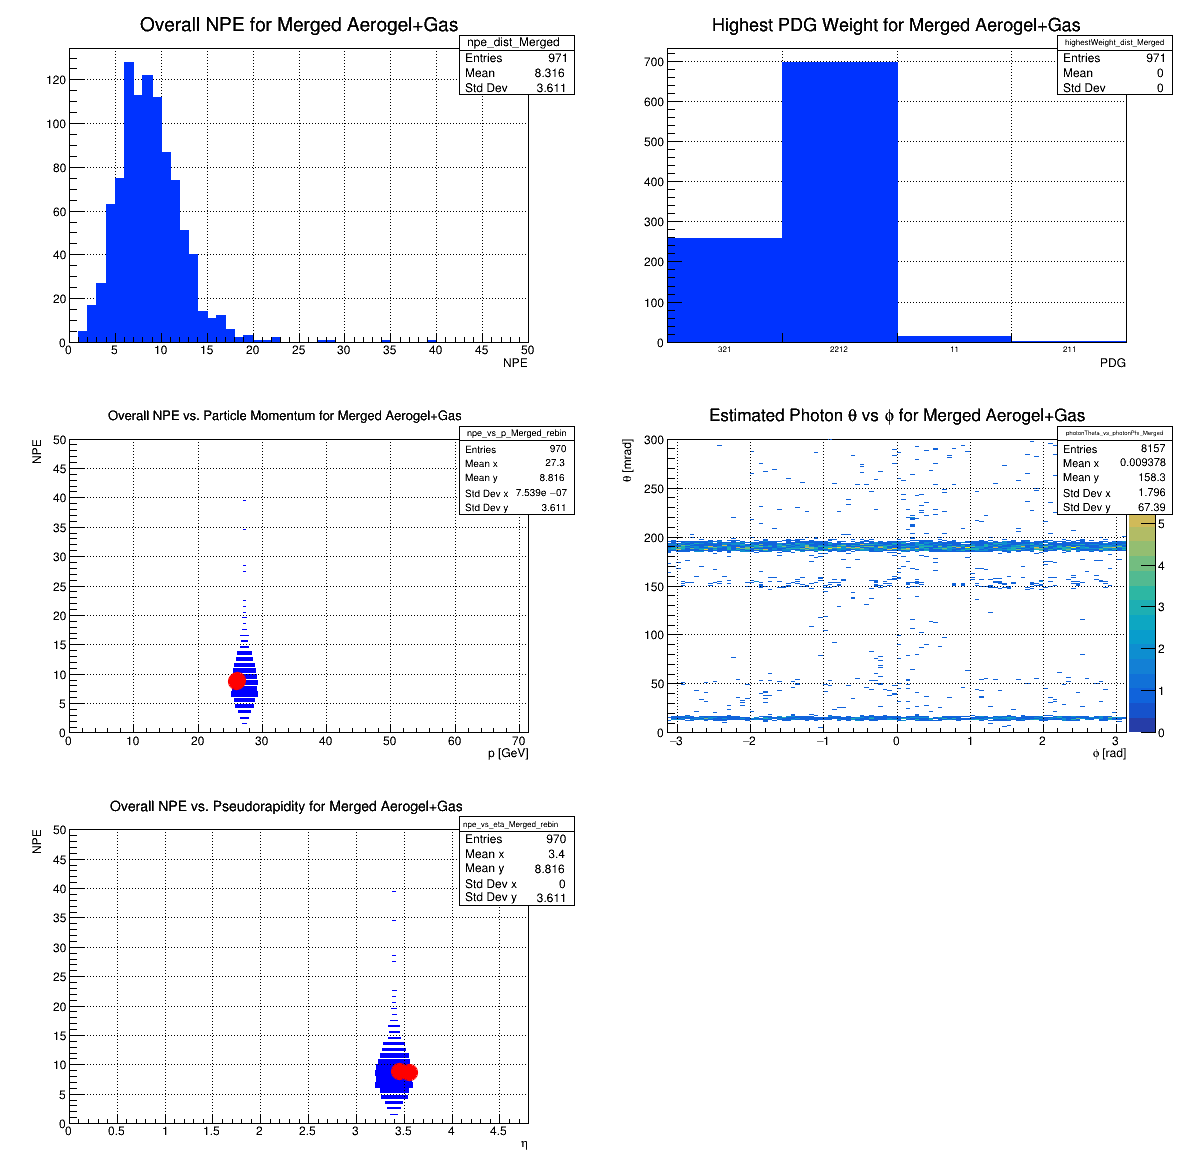 Overall NPE for Merged Aerogel+Gas
npe_dist_Merged
Entries 971
Mean 8.316
Std Dev 3.611
120
100
80
60
40
20
0
0 5 10 15 20 25 30 35 40 45 50
NPE
Highest PDG Weight for Merged Aerogel+Gas
highestWeight_dist_Merged
Entries 971
Mean 0
Std Dev 0
700
600
500
400
300
200
100
0
321 2212 11 211
PDG
Overall NPE vs. Particle Momentum for Merged Aerogel+Gas
npe_vs_p_Merged_rebin
Entries 970
Mean x 27.3
Mean y 8.816
Std Dev x 7.539e −07
Std Dev y 3.611
NPE
50
45
40
35
30
25
20
15
10
5
0
0 10 20 30 40 50 60 70
p [GeV]
Estimated Photon θ vs ϕ for Merged Aerogel+Gas
photonTheta_vs_photonPhi_Merged
Entries 8157
Mean x 0.009378
Mean y 158.3
Std Dev x 1.796
Std Dev y 67.39
θ [mrad]
300
250
200
150
100
50
0
−3 −2 −1 0 1 2 3
ϕ [rad]
5
4
3
2
1
0
Overall NPE vs. Pseudorapidity for Merged Aerogel+Gas
npe_vs_eta_Merged_rebin
Entries 970
Mean x 3.4
Mean y 8.816
Std Dev x 0
Std Dev y 3.611
NPE
50
45
40
35
30
25
20
15
10
5
0
0 0.5 1 1.5 2 2.5 3 3.5 4 4.5
η